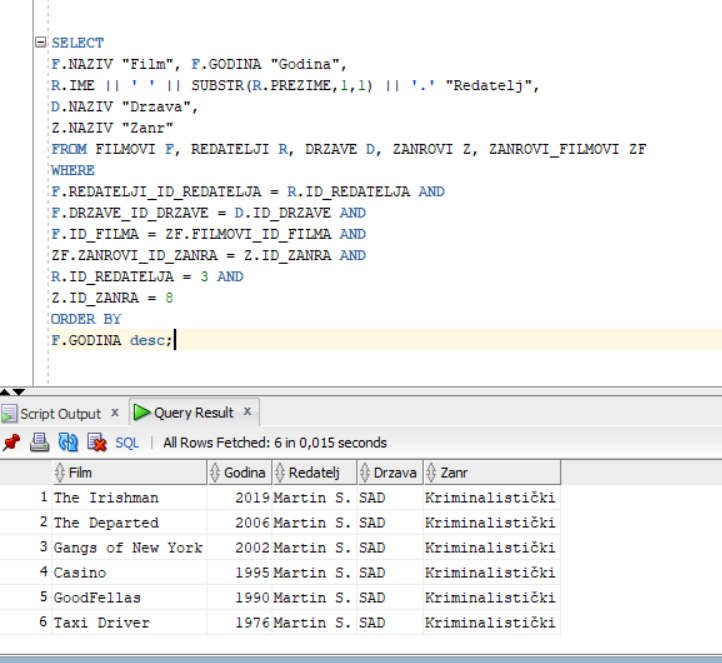 SELECT
F.NAZIV "Film", F.GODINA "Godina",
R.IME || ' ' || SUBSTR(R.PREZIME,1,1) || '.' "Redatelj",
D.NAZIV "Drzava",
Z.NAZIV "Zanr"
FROM FILMOVI F, REDATELJI R, DRZAVE D, ZANROVI Z, ZANROVI_FILMOVI ZF
WHERE
F.REDATELJI_ID_REDATELJA = R.ID_REDATELJA AND
F.DRZAVE_ID_DRZAVE = D.ID_DRZAVE AND
F.ID_FILMA = ZF.FILMOVI_ID_FILMA AND
ZF.ZANROVI_ID_ZANRA = Z.ID_ZANRA AND
R.ID_REDATELJA = 3 AND
Z.ID_ZANRA = 8
ORDER BY
F.GODINA desc;
Script Output x Query Result x
SQL | All Rows Fetched: 6 in 0,015 seconds
Film Godina Redatelj Drzava Zanr
1 The Irishman 2019 Martin S. SAD Kriminalistički
2 The Departed 2006 Martin S. SAD Kriminalistički
3 Gangs of New York 2002 Martin S. SAD Kriminalistički
4 Casino 1995 Martin S. SAD Kriminalistički
5 GoodFellas 1990 Martin S. SAD Kriminalistički
6 Taxi Driver 1976 Martin S. SAD Kriminalistički